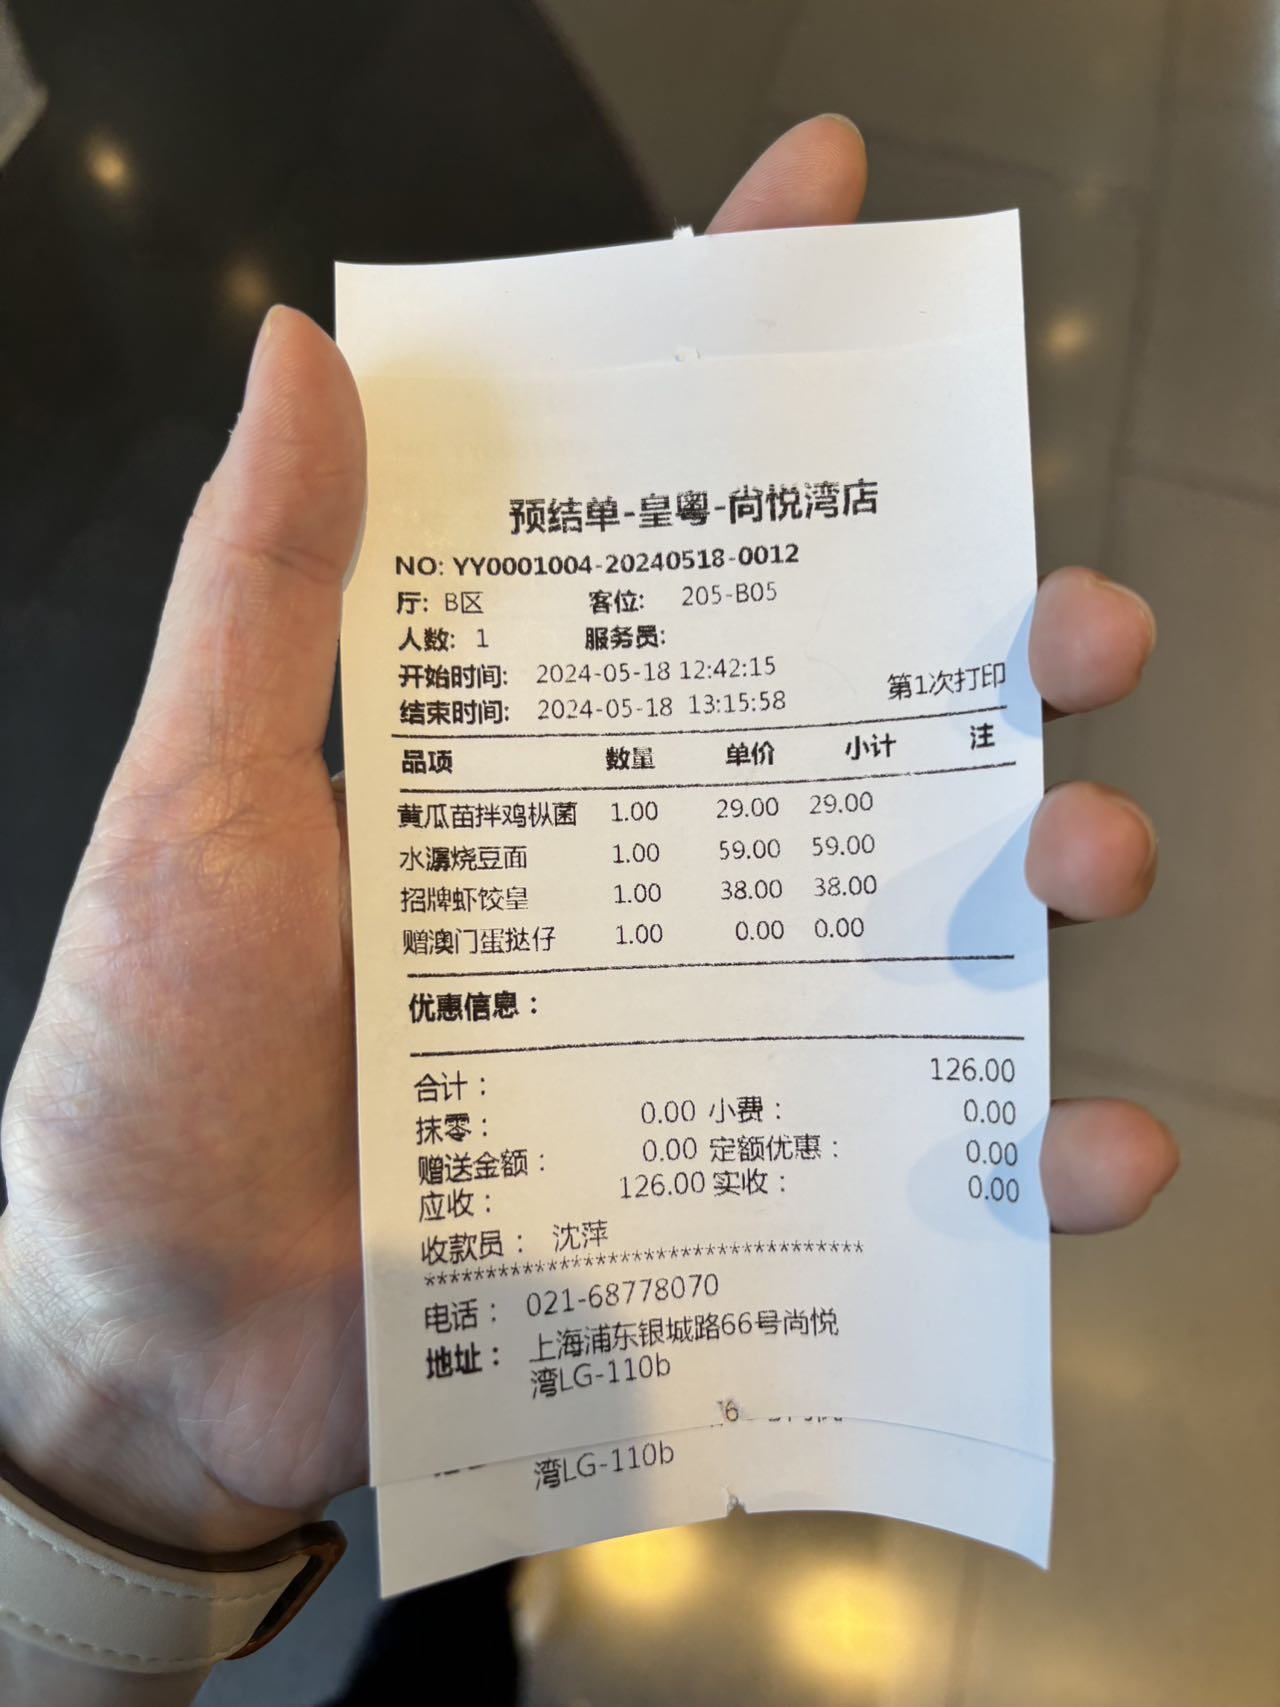 预结单-皇粤-尚悦湾店
NO: YY0001004-20240518-0012
厅: B区 客位: 205-B05
人数: 1 服务员:
开始时间: 2024-05-18 12:42:15
结束时间: 2024-05-18 13:15:58 第1次打印
品项 数量 单价 小计 注
黄瓜苗拌鸡枞菌 1.00 29.00 29.00
水潺烧豆面 1.00 59.00 59.00
招牌虾饺皇 1.00 38.00 38.00
赠澳门蛋挞仔 1.00 0.00 0.00
优惠信息：
合计： 126.00
抹零： 0.00 小费： 0.00
赠送金额： 0.00 定额优惠： 0.00
应收： 126.00 实收： 0.00
收款员： 沈萍
************************************
电话： 021-68778070
地址： 上海浦东银城路66号尚悦
湾LG-110b
湾LG-110b